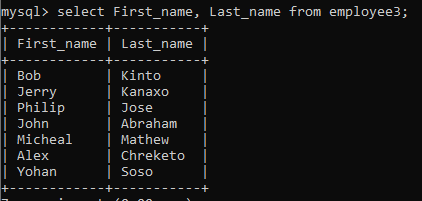 mysql> select First_name, Last_name from employee3;
+------------+-----------+
| First_name | Last_name |
+------------+-----------+
| Bob        | Kinto     |
| Jerry      | Kanaxo    |
| Philip     | Jose      |
| John       | Abraham   |
| Micheal    | Mathew    |
| Alex       | Chreketo  |
| Yohan      | Soso      |
+------------+-----------+